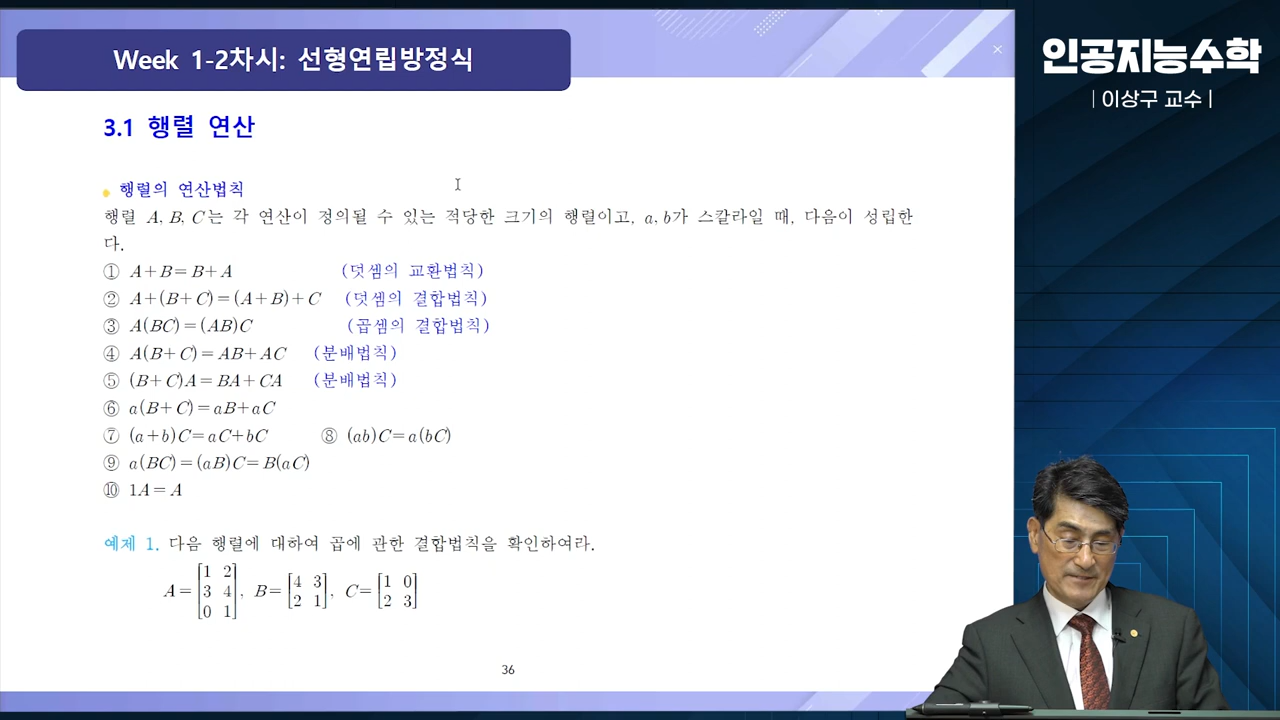 Week 1-2차시: 선형연립방정식
인공지능수학
| 이상구 교수 |
3.1 행렬 연산
행렬의 연산법칙
행렬 A, B, C는 각 연산이 정의될 수 있는 적당한 크기의 행렬이고, a, b가 스칼라일 때, 다음이 성립한
다.
① A+B=B+A (덧셈의 교환법칙)
② A+(B+C)=(A+B)+C (덧셈의 결합법칙)
③ A(BC)=(AB)C (곱셈의 결합법칙)
④ A(B+C)=AB+AC (분배법칙)
⑤ (B+C)A=BA+CA (분배법칙)
⑥ a(B+C)=aB+aC
⑦ (a+b)C=aC+bC ⑧ (ab)C=a(bC)
⑨ a(BC)=(aB)C=B(aC)
⑩ 1A=A
예제 1. 다음 행렬에 대하여 곱에 관한 결합법칙을 확인하여라.
A=[1 2
3 4
0 1], B=[4 3
2 1], C=[1 0
2 3]
36